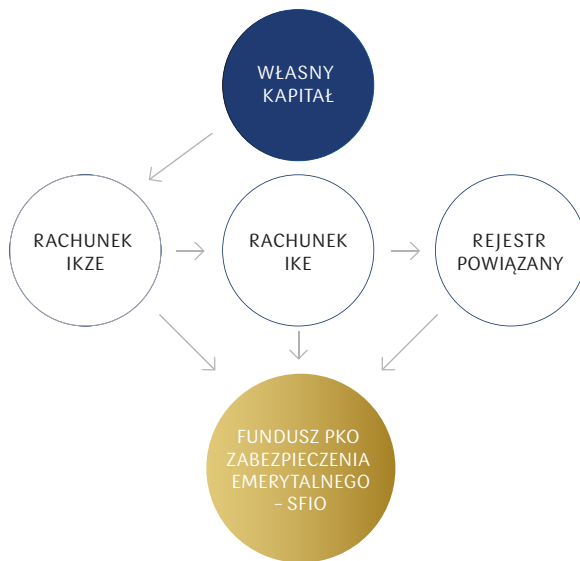 WŁASNY
KAPITAŁ
RACHUNEK
IKZE
RACHUNEK
IKE
REJESTR
POWIĄZANY
FUNDUSZ PKO
ZABEZPIECZENIA
EMERYTALNEGO
– SFIO